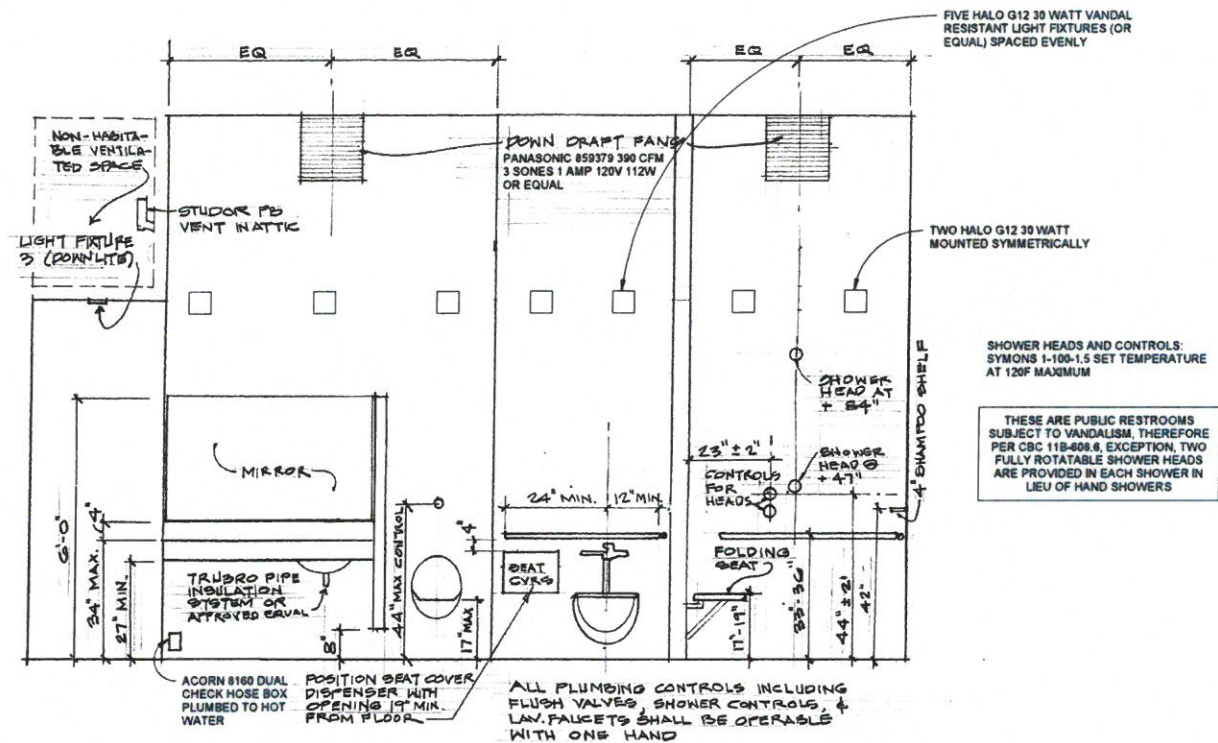 FIVE HALO G12 30 WATT VANDAL
RESISTANT LIGHT FIXTURES (OR
EQUAL) SPACED EVENLY
EQ
EQ
EQ
EQ
NON-HABITA-
BLE VENTILA-
TED SPACE
DOWN DRAFT FANS
PANASONIC 859379 390 CFM
3 SONES 1 AMP 120V 112W
OR EQUAL
STUDOR PB
VENT IN ATTIC
LIGHT FIXTURE
3 (DOWNLITE)
TWO HALO G12 30 WATT
MOUNTED SYMMETRICALLY
SHOWER HEADS AND CONTROLS:
SYMONS 1-100-1.5 SET TEMPERATURE
AT 120F MAXIMUM
SHOWER
HEAD AT
+ 84"
4" SHAMPOO SHELF
THESE ARE PUBLIC RESTROOMS
SUBJECT TO VANDALISM, THEREFORE
PER CBC 11B-608.6, EXCEPTION, TWO
FULLY ROTATABLE SHOWER HEADS
ARE PROVIDED IN EACH SHOWER IN
LIEU OF HAND SHOWERS
23" ± 2"
SHOWER
HEAD @
+ 47"
CONTROLS
FOR
HEADS
MIRROR
24" MIN.
12" MIN.
6'-0"
4"
34" MAX.
27" MIN.
44" MAX CONTROL
4"
SEAT
CVRS
FOLDING
SEAT
TRUBRO PIPE
INSULATION
SYSTEM OR
APPROVED EQUAL
8"
17" MAX
17"-19"
33"-36"
44" ± 2'
42"
ACORN 8160 DUAL
CHECK HOSE BOX
PLUMBED TO HOT
WATER
POSITION SEAT COVER
DISPENSER WITH
OPENING 19" MIN.
FROM FLOOR
ALL PLUMBING CONTROLS INCLUDING
FLUSH VALVES, SHOWER CONTROLS, &
LAV. FAUCETS SHALL BE OPERABLE
WITH ONE HAND